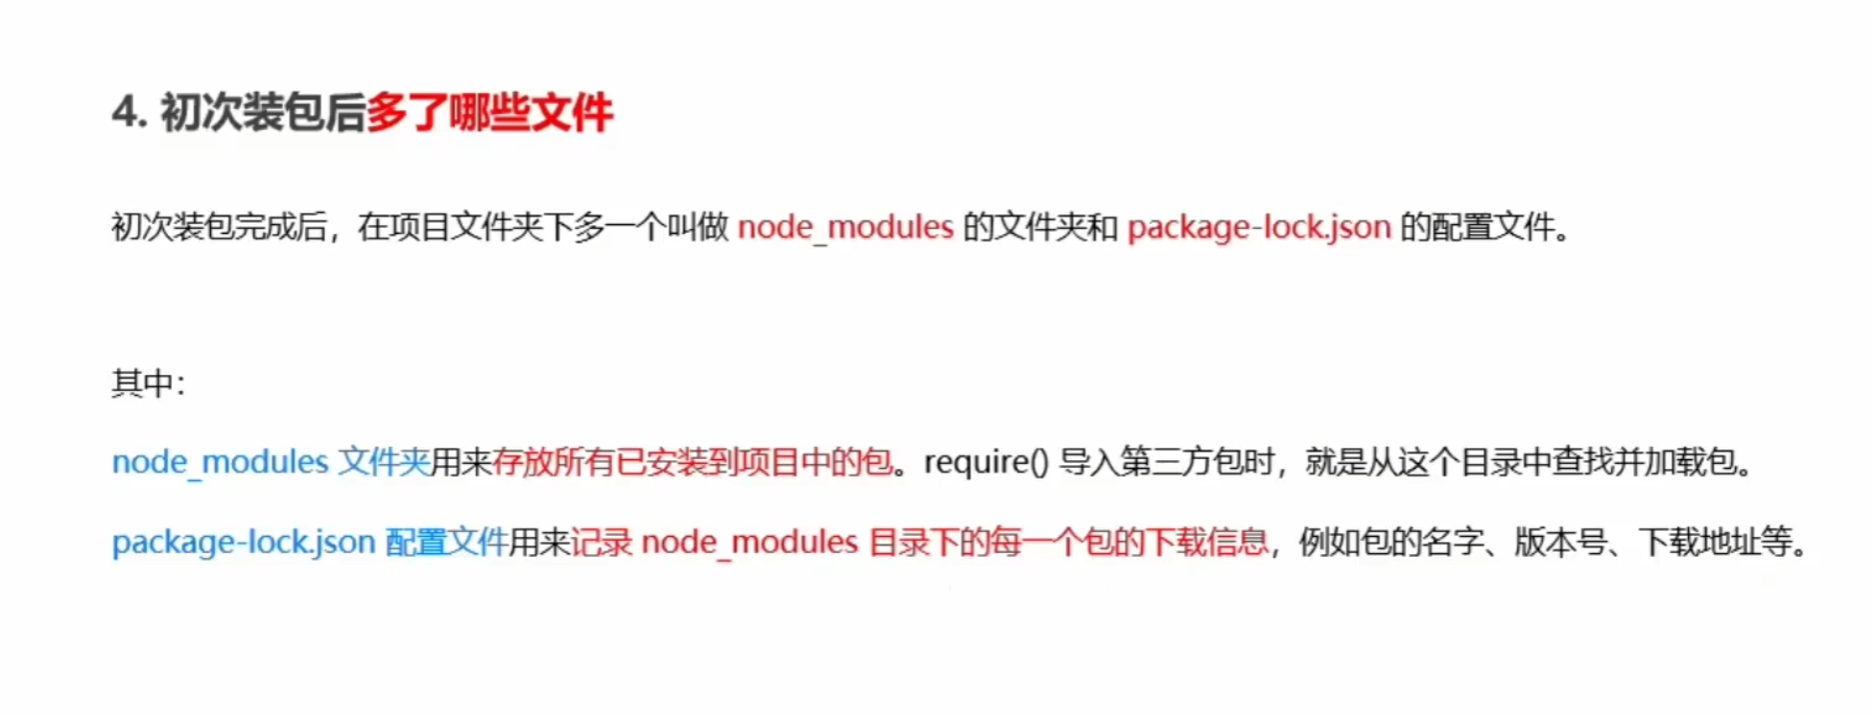 4. 初次装包后多了哪些文件
初次装包完成后，在项目文件夹下多一个叫做 node_modules 的文件夹和 package-lock.json 的配置文件。
其中：
node_modules 文件夹用来存放所有已安装到项目中的包。require() 导入第三方包时，就是从这个目录中查找并加载包。
package-lock.json 配置文件用来记录 node_modules 目录下的每一个包的下载信息，例如包的名字、版本号、下载地址等。